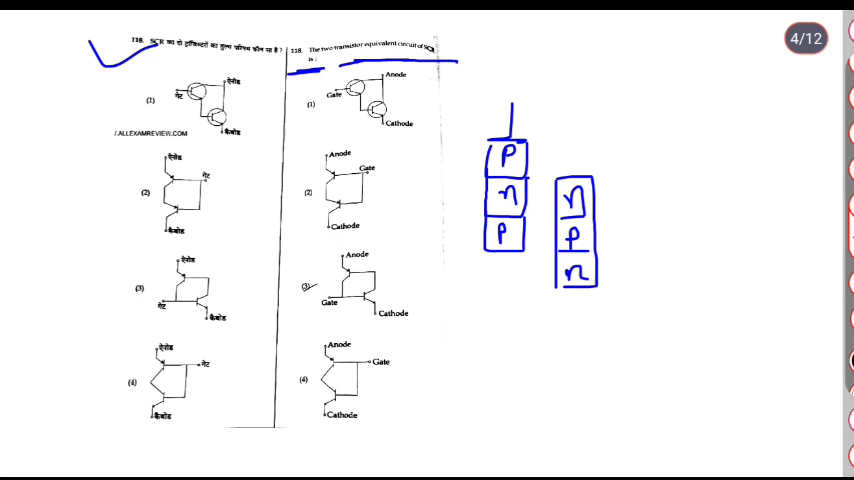 4/12
118. SCR का दो ट्रांजिस्टरों का तुल्य परिपथ कौन सा है ?
(1)
ऐनोड
गेट
कैथोड
/.ALLEXAMREVIEW.COM
(2)
ऐनोड
गेट
कैथोड
(3)
ऐनोड
गेट
कैथोड
(4)
ऐनोड
गेट
कैथोड
118. The two transistor equivalent circuit of SCR
is :
(1)
Anode
Gate
Cathode
(2)
Anode
Gate
Cathode
(3)
Anode
Gate
Cathode
(4)
Anode
Gate
Cathode
P
n
P
n
P
n